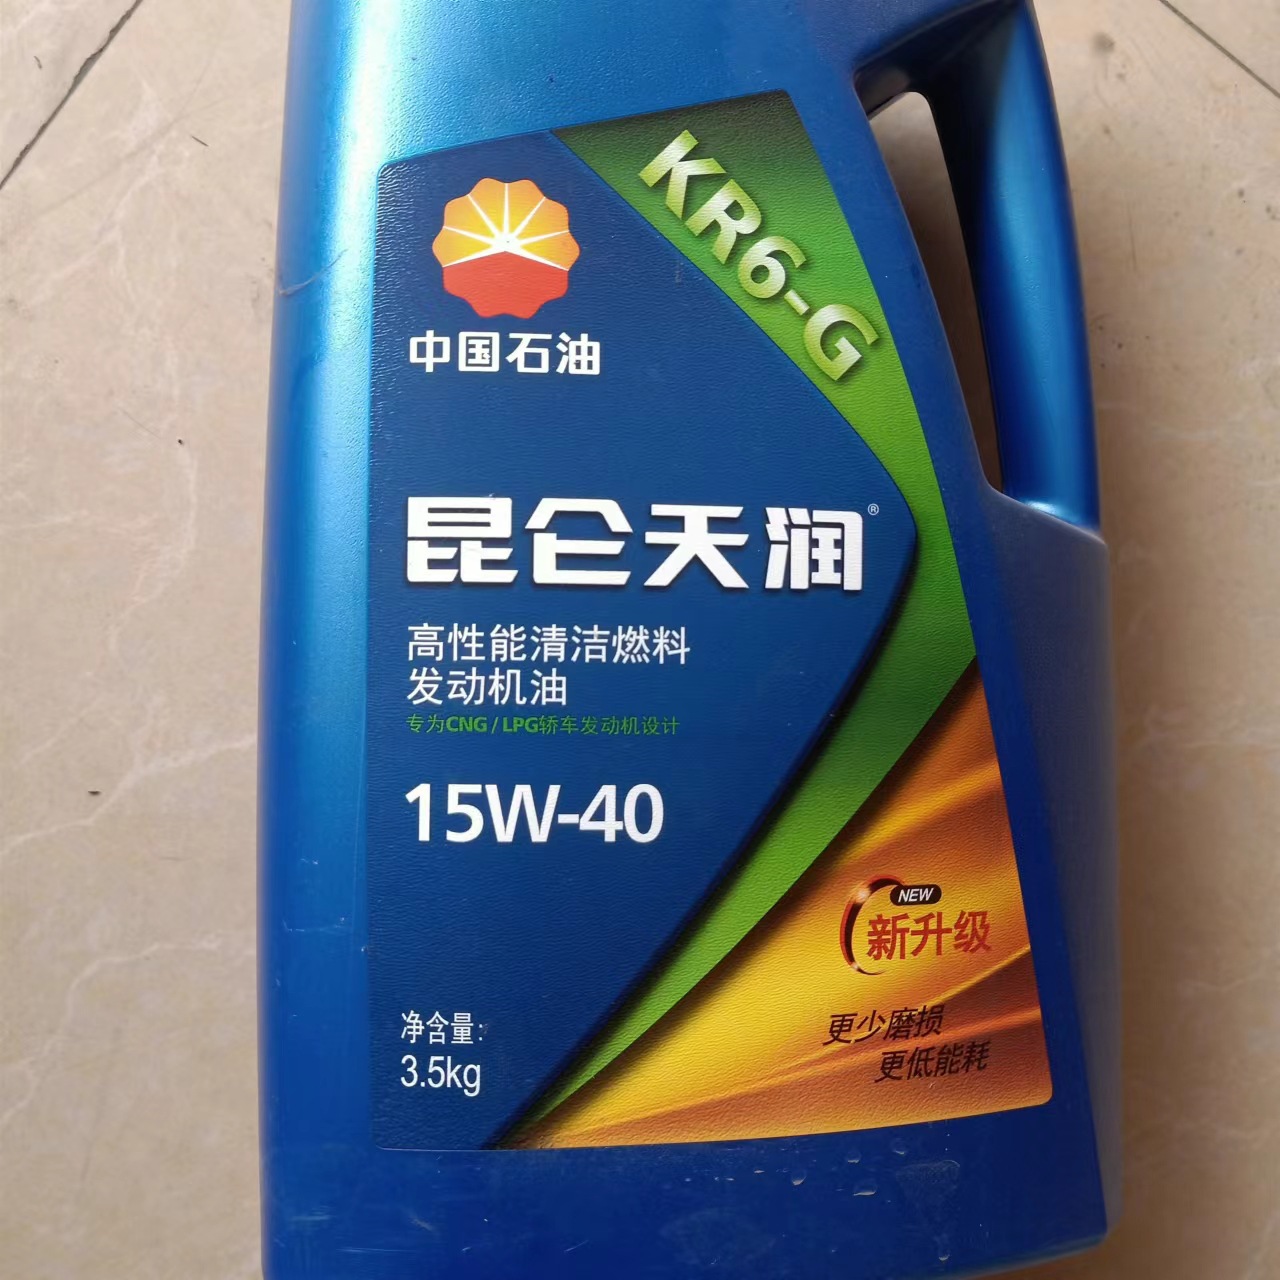 KR6-G
中国石油
昆仑天润®
高性能清洁燃料
发动机油
专为CNG/LPG轿车发动机设计
15W-40
NEW
新升级
更少磨损
更低能耗
净含量:
3.5kg